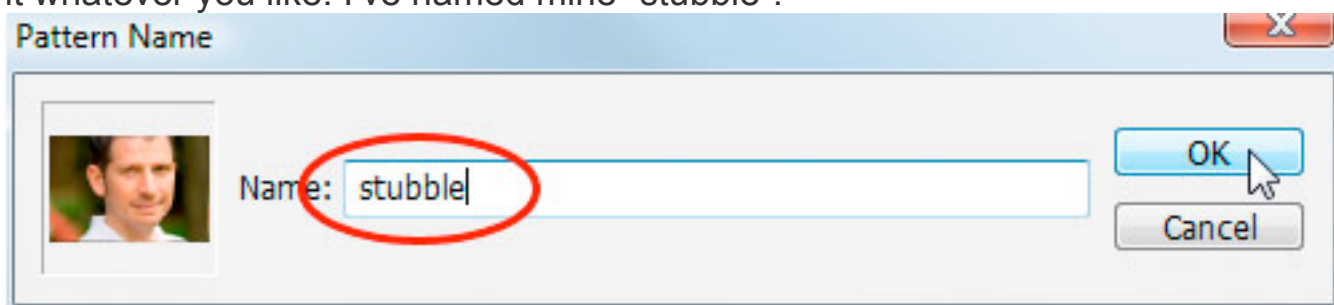 it whatever you like. I've named mine "stubble".
Pattern Name
Name: stubble
OK
Cancel